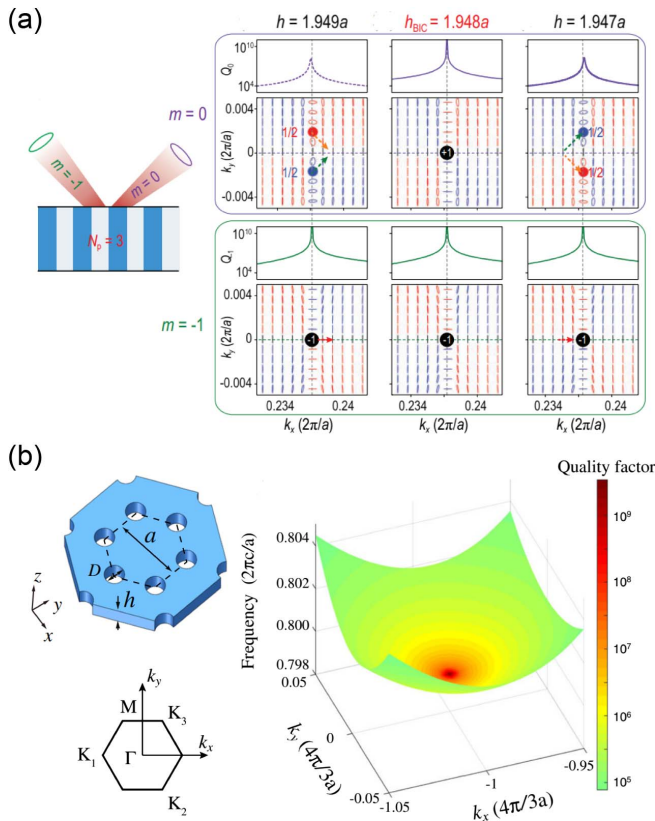 (a)
h = 1.949a
h_BIC = 1.948a
h = 1.947a
m = 0
Q_0
10^10
10^4
k_y (2π/a)
0.004
0
-0.004
1/2
1/2
+1
1/2
1/2
m = -1
m = 0
N_p = 3
m = -1
Q_-1
10^10
10^4
k_y (2π/a)
0.004
0
-0.004
-1
-1
-1
0.234 0.24
0.234 0.24
0.234 0.24
k_x (2π/a)
k_x (2π/a)
k_x (2π/a)
(b)
a
D
h
z
y
x
k_y
M
K_3
K_1
Γ
k_x
K_2
Frequency (2πc/a)
0.804
0.802
0.800
0.798
0.05
0
-0.05
k_y (4π/3a)
-1.05
-1
-0.95
k_x (4π/3a)
Quality factor
10^9
10^8
10^7
10^6
10^5